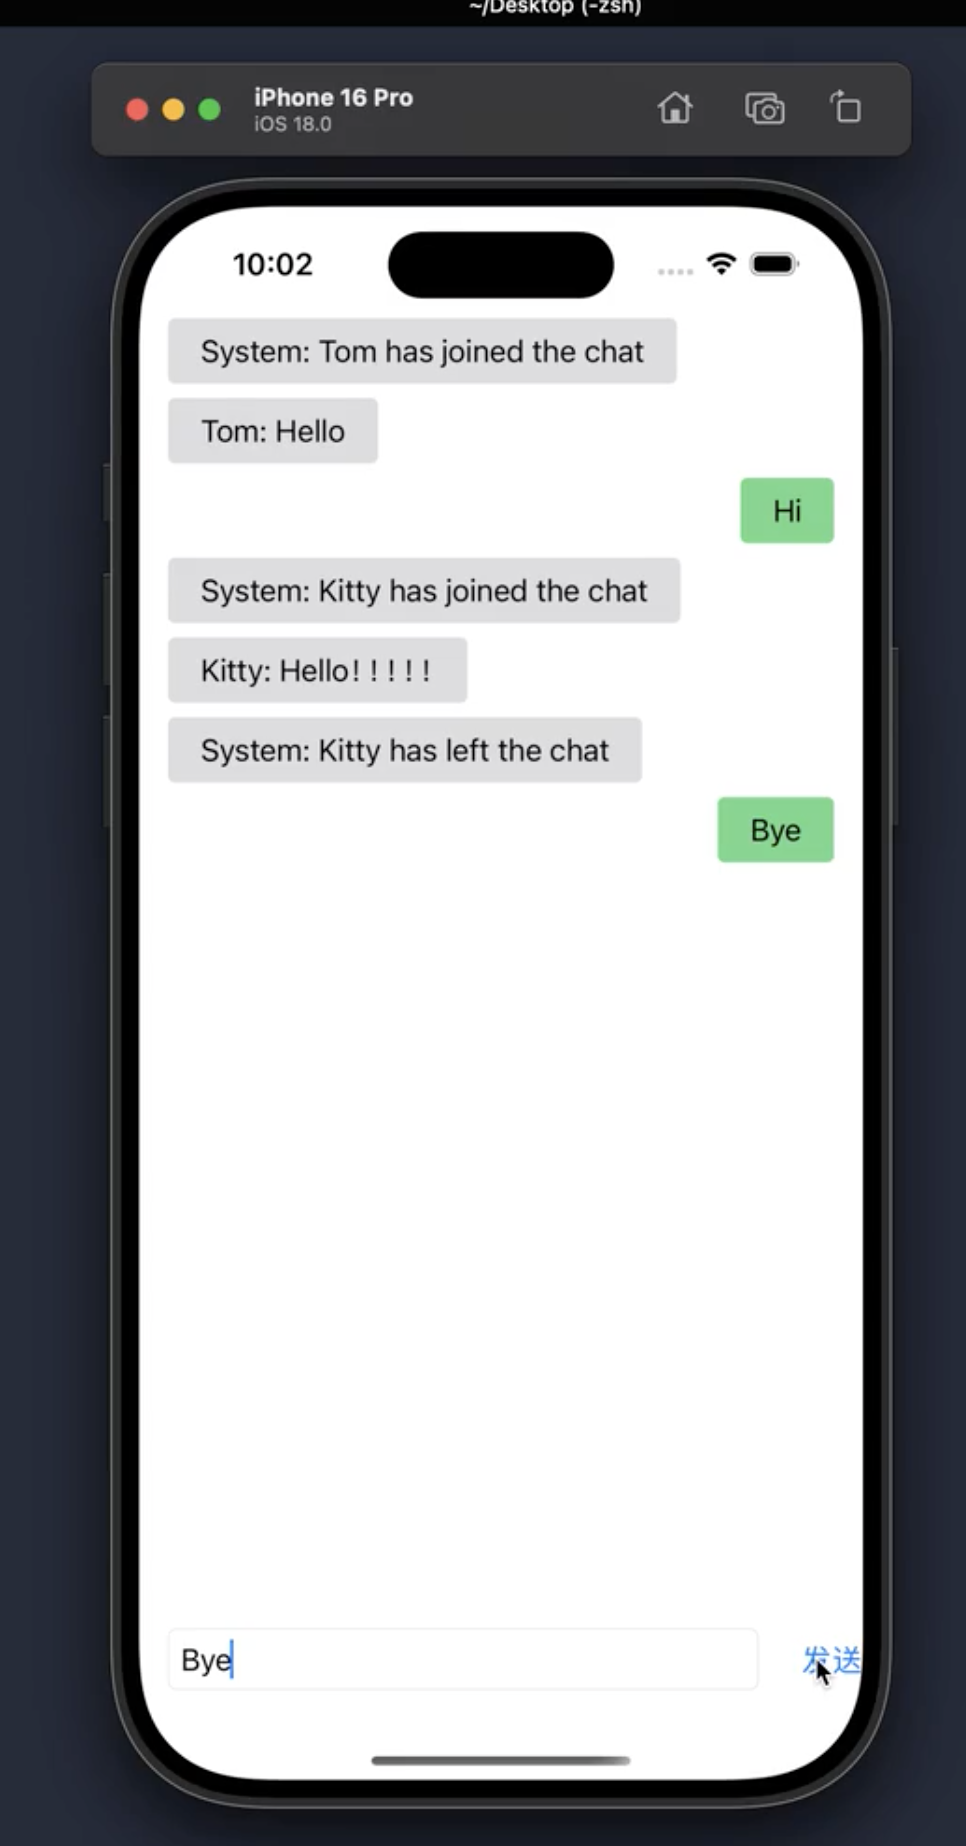 ~/Desktop (-zsh)
iPhone 16 Pro
iOS 18.0
10:02
System: Tom has joined the chat
Tom: Hello
Hi
System: Kitty has joined the chat
Kitty: Hello！！！！！
System: Kitty has left the chat
Bye
Bye
发送